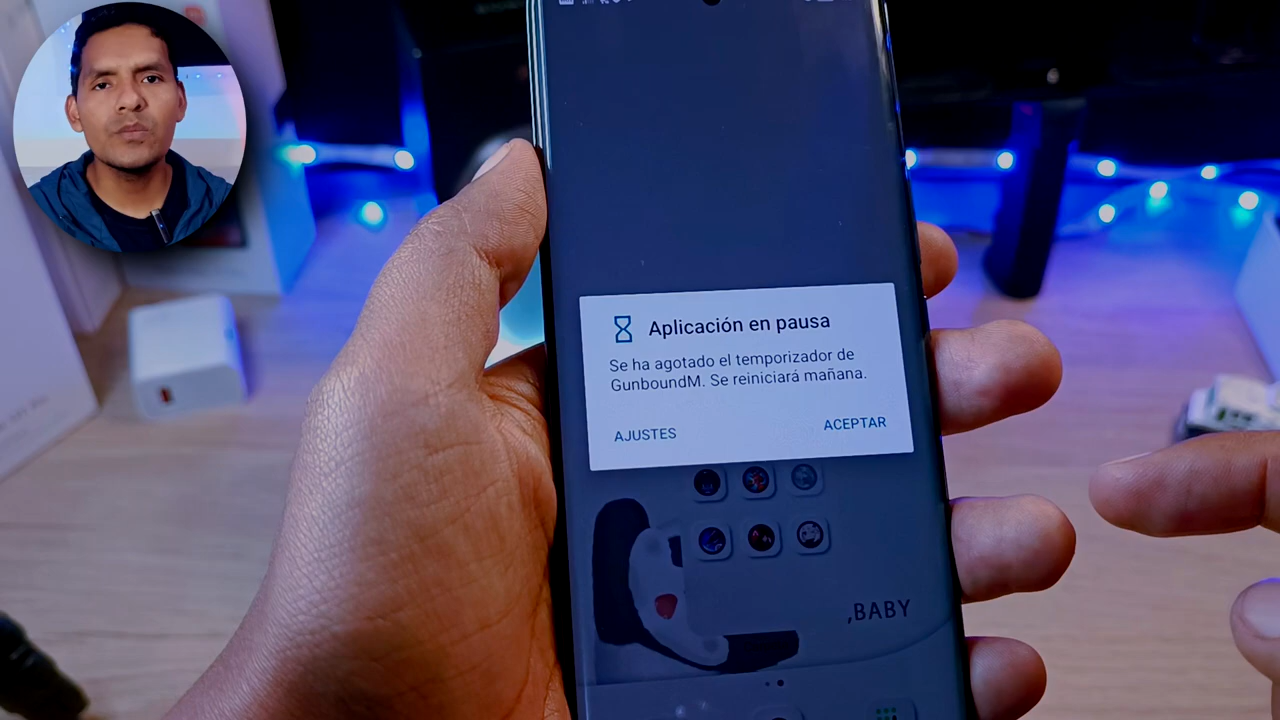 Aplicación en pausa
Se ha agotado el temporizador de
GunboundM. Se reiniciará mañana.
AJUSTES
ACEPTAR
,BABY